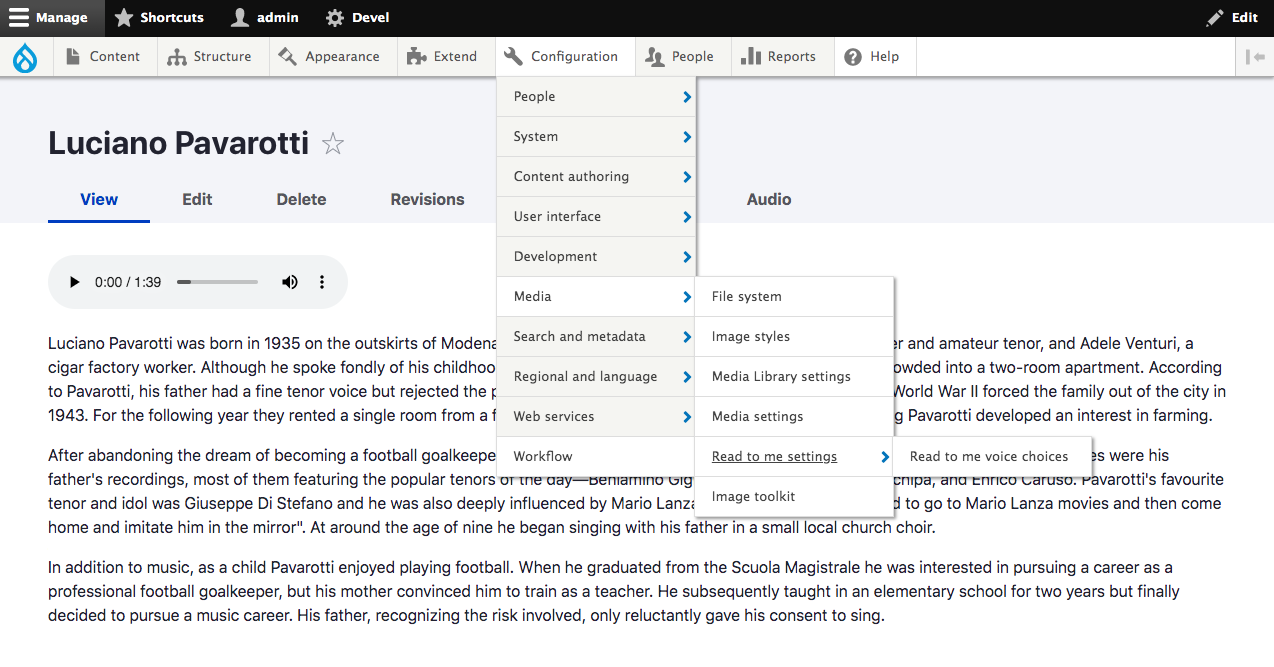 Manage Shortcuts admin Devel Edit
Content Structure Appearance Extend Configuration People Reports Help
People
System
Content authoring
User interface
Development
Media
Search and metadata
Regional and language
Web services
Workflow
File system
Image styles
Media Library settings
Media settings
Read to me settings
Image toolkit
Read to me voice choices
Luciano Pavarotti
View Edit Delete Revisions Audio
0:00 / 1:39
Luciano Pavarotti was born in 1935 on the outskirts of Modena er and amateur tenor, and Adele Venturi, a
cigar factory worker. Although he spoke fondly of his childhoo owded into a two-room apartment. According
to Pavarotti, his father had a fine tenor voice but rejected the p World War II forced the family out of the city in
1943. For the following year they rented a single room from a f g Pavarotti developed an interest in farming.
After abandoning the dream of becoming a football goalkeepe es were his
father's recordings, most of them featuring the popular tenors of the day—Beniamino Gig chipa, and Enrico Caruso. Pavarotti's favourite
tenor and idol was Giuseppe Di Stefano and he was also deeply influenced by Mario Lanza d to go to Mario Lanza movies and then come
home and imitate him in the mirror". At around the age of nine he began singing with his father in a small local church choir.
In addition to music, as a child Pavarotti enjoyed playing football. When he graduated from the Scuola Magistrale he was interested in pursuing a career as a
professional football goalkeeper, but his mother convinced him to train as a teacher. He subsequently taught in an elementary school for two years but finally
decided to pursue a music career. His father, recognizing the risk involved, only reluctantly gave his consent to sing.